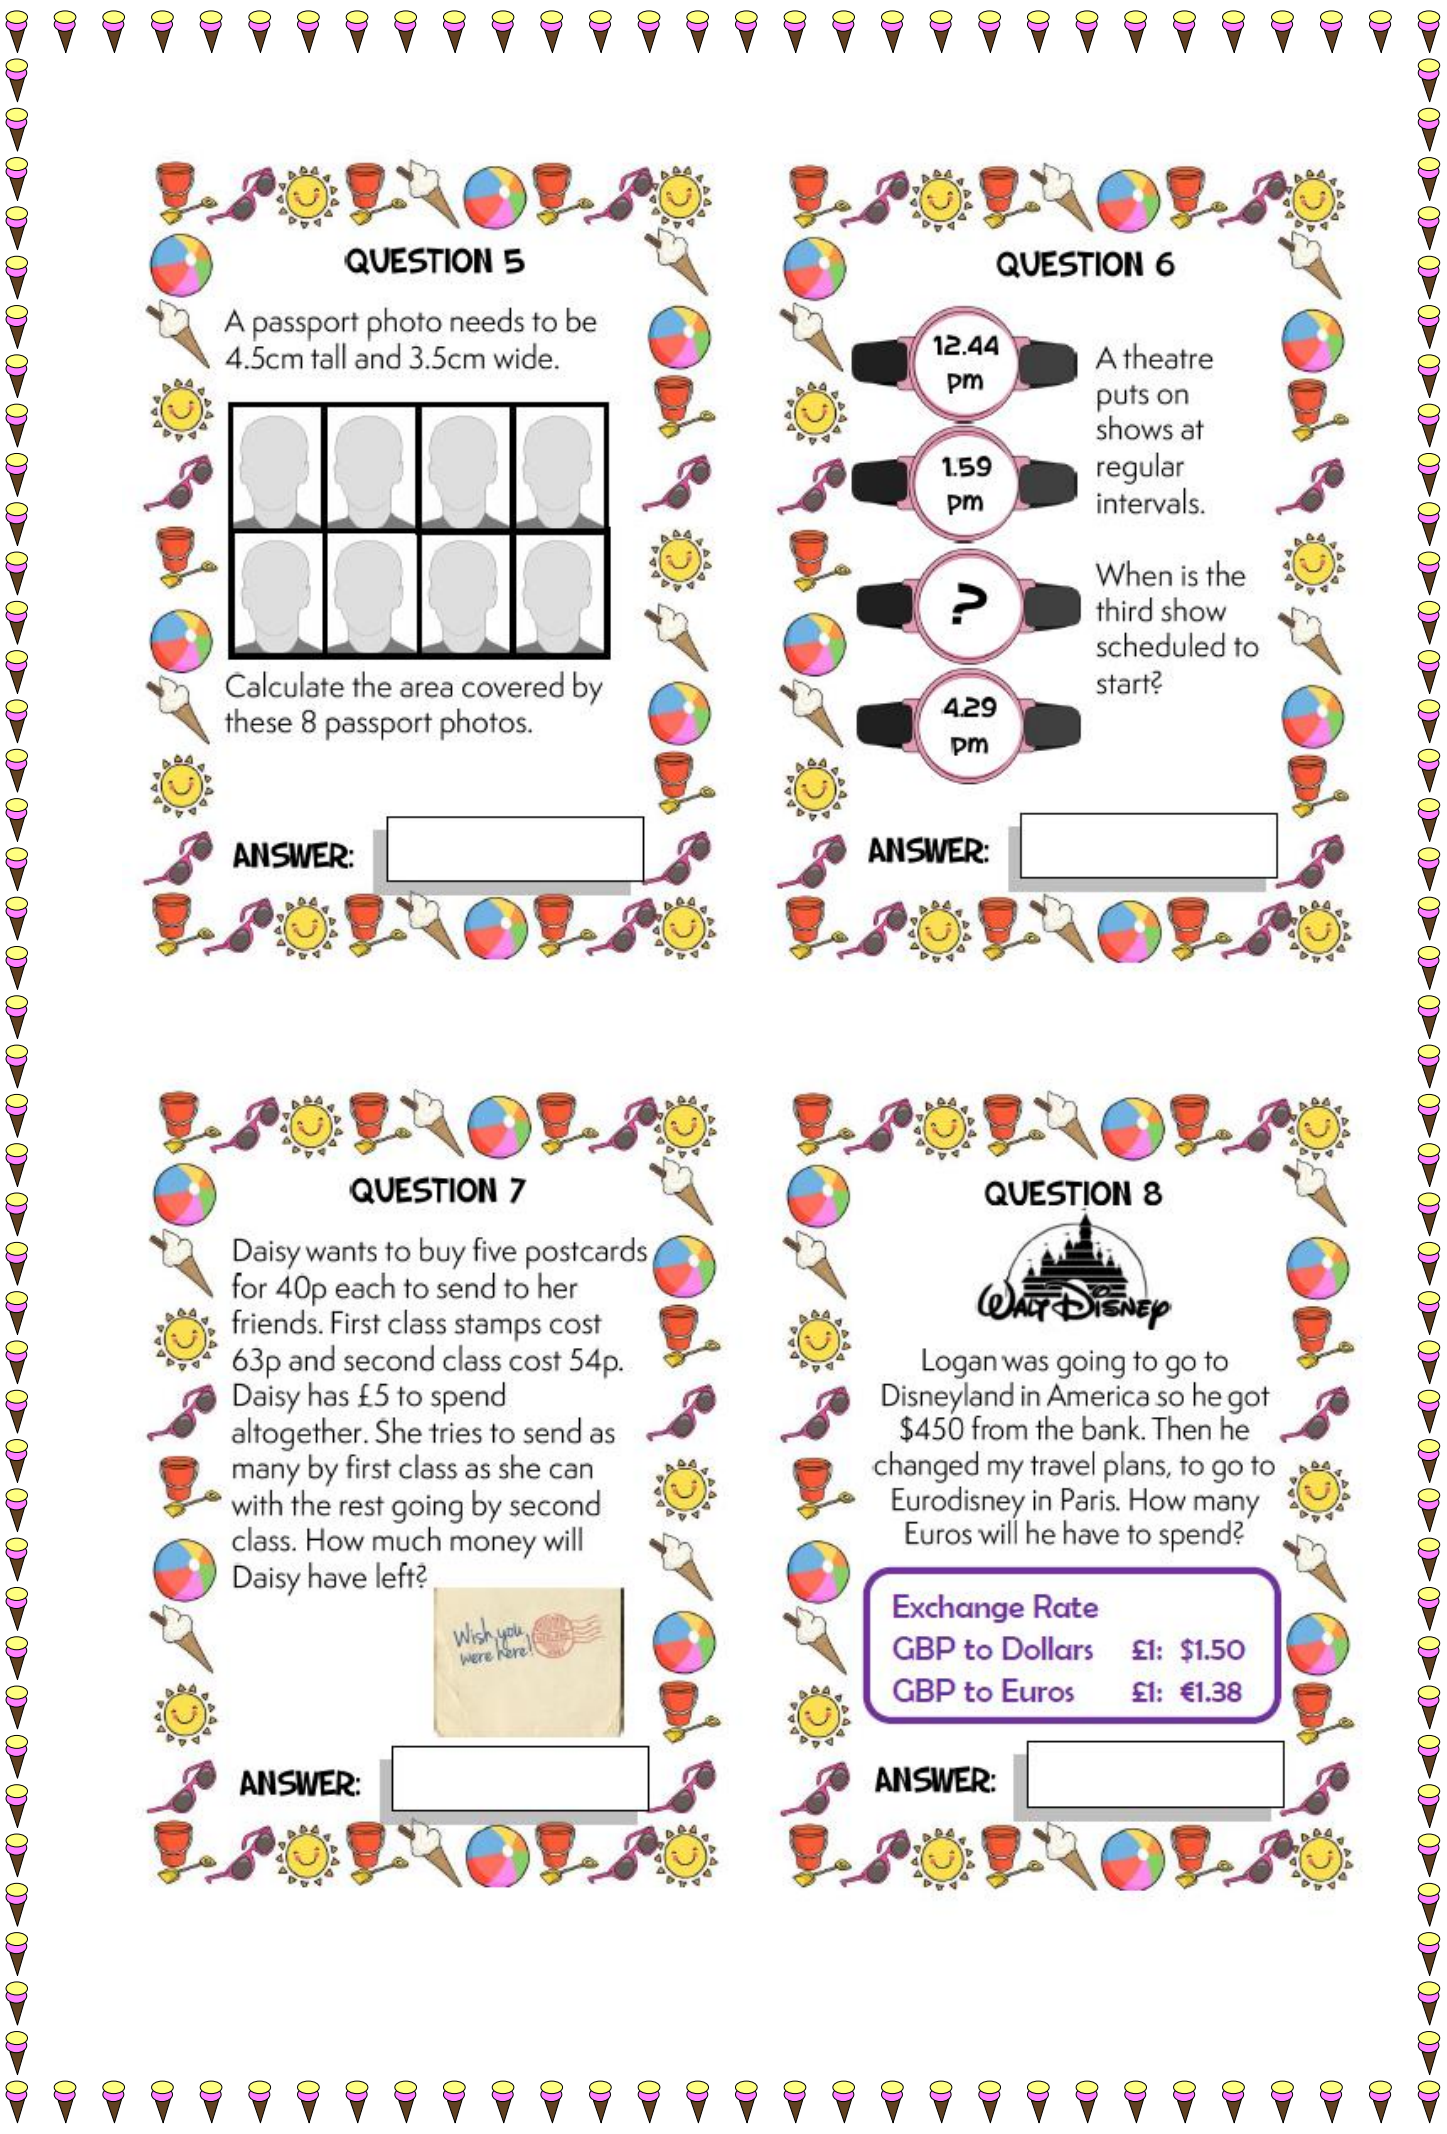 QUESTION 5
A passport photo needs to be
4.5cm tall and 3.5cm wide.
Calculate the area covered by
these 8 passport photos.
ANSWER:
QUESTION 6
12.44
pm
1.59
pm
?
4.29
pm
A theatre
puts on
shows at
regular
intervals.
When is the
third show
scheduled to
start?
ANSWER:
QUESTION 7
Daisy wants to buy five postcards
for 40p each to send to her
friends. First class stamps cost
63p and second class cost 54p.
Daisy has £5 to spend
altogether. She tries to send as
many by first class as she can
with the rest going by second
class. How much money will
Daisy have left?
Wish you
were here!
ANSWER:
QUESTION 8
WALT DISNEY
Logan was going to go to
Disneyland in America so he got
$450 from the bank. Then he
changed my travel plans, to go to
Eurodisney in Paris. How many
Euros will he have to spend?
Exchange Rate
GBP to Dollars £1: $1.50
GBP to Euros £1: €1.38
ANSWER: